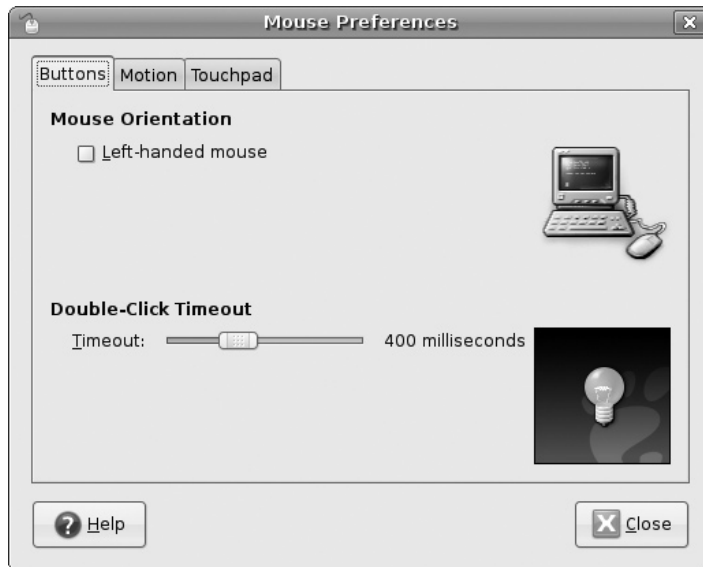 Mouse Preferences
Buttons Motion Touchpad
Mouse Orientation
Left-handed mouse
Double-Click Timeout
Timeout: 400 milliseconds
Help Close